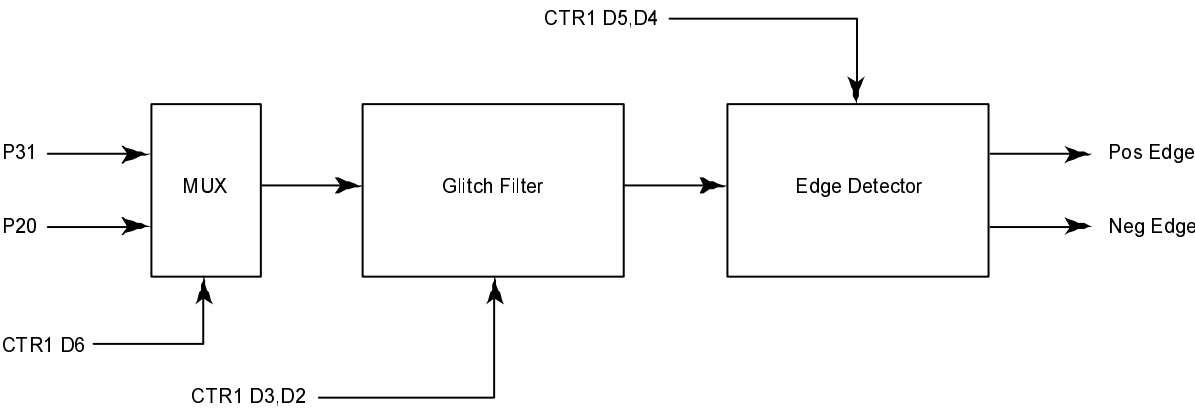 CTR1 D5,D4
P31
MUX
Glitch Filter
Edge Detector
Pos Edge
P20
Neg Edge
CTR1 D6
CTR1 D3,D2